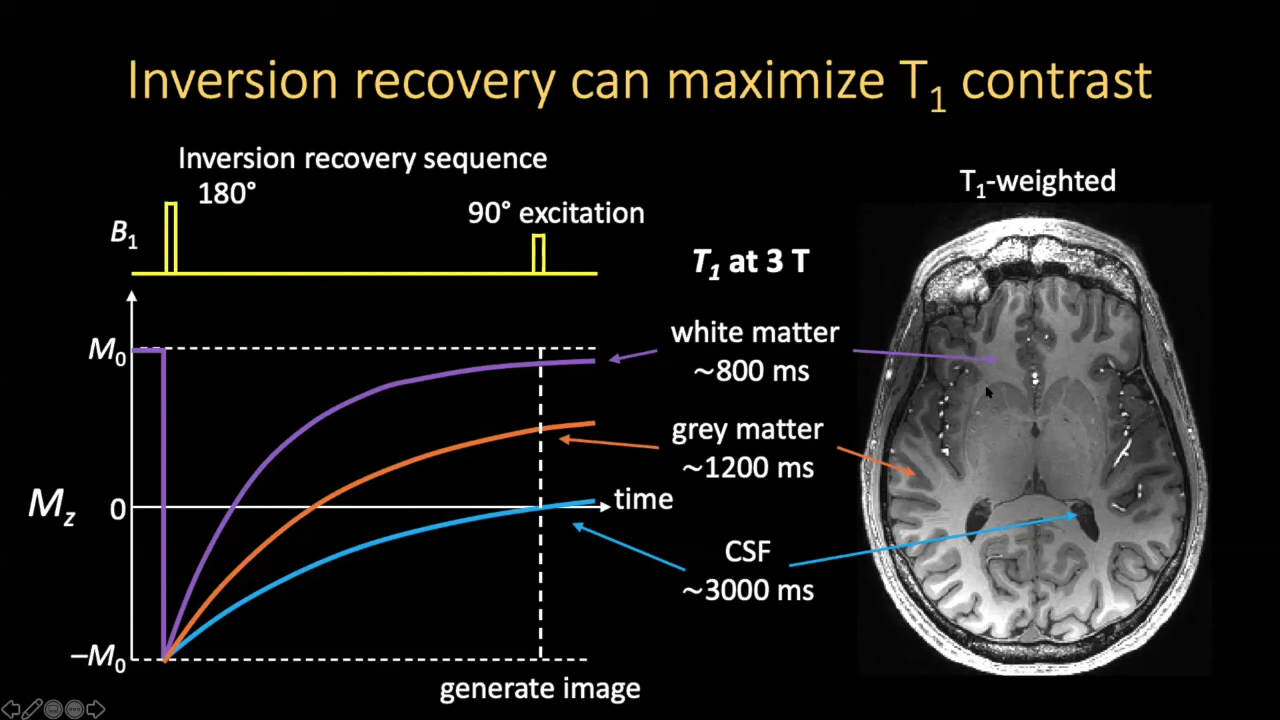 Inversion recovery can maximize T₁ contrast
Inversion recovery sequence
180°
90° excitation
B₁
M₀
0
–M₀
M_z
time
generate image
T₁ at 3 T
white matter
~800 ms
grey matter
~1200 ms
CSF
~3000 ms
T₁-weighted